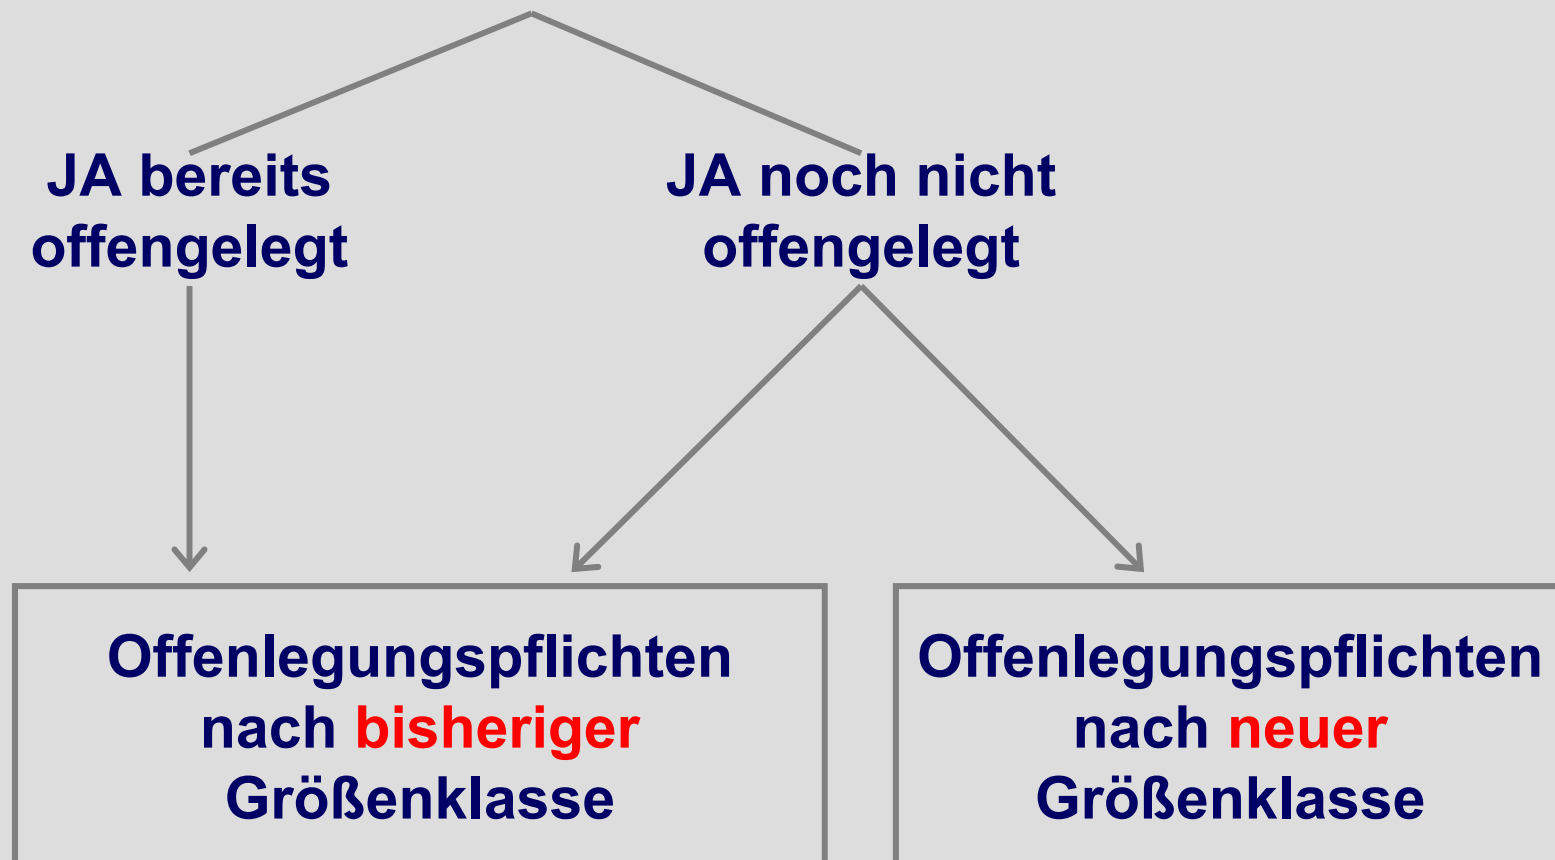 JA bereits
offengelegt
JA noch nicht
offengelegt
Offenlegungspflichten
nach bisheriger
Größenklasse
Offenlegungspflichten
nach neuer
Größenklasse